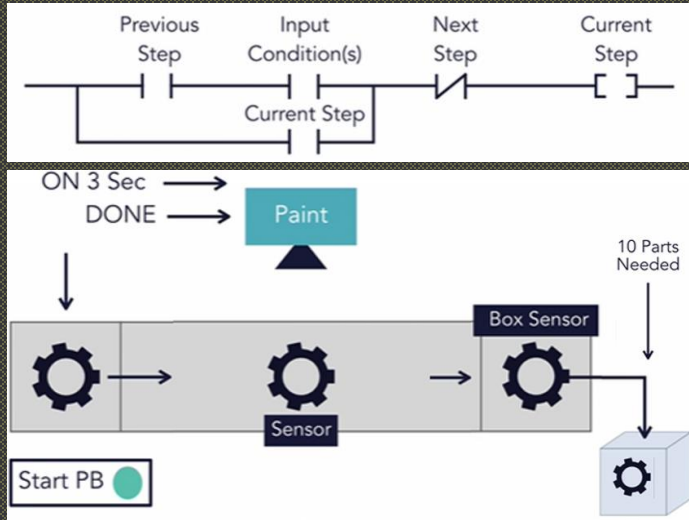 Previous Step
Input Condition(s)
Next Step
Current Step
Current Step
ON 3 Sec
DONE
Paint
10 Parts
Needed
Box Sensor
Sensor
Start PB